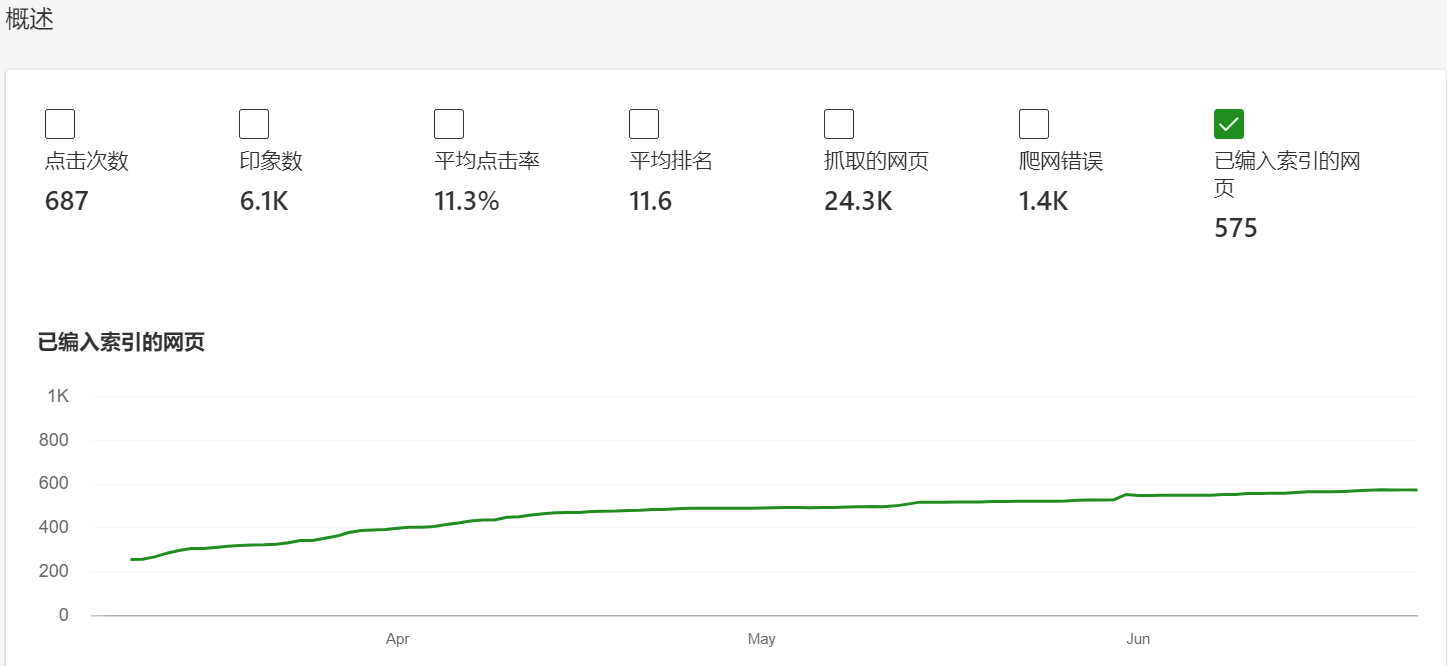 概述
点击次数
687
印象数
6.1K
平均点击率
11.3%
平均排名
11.6
抓取的网页
24.3K
爬网错误
1.4K
已编入索引的网
页
575
已编入索引的网页
1K
800
600
400
200
0
Apr
May
Jun